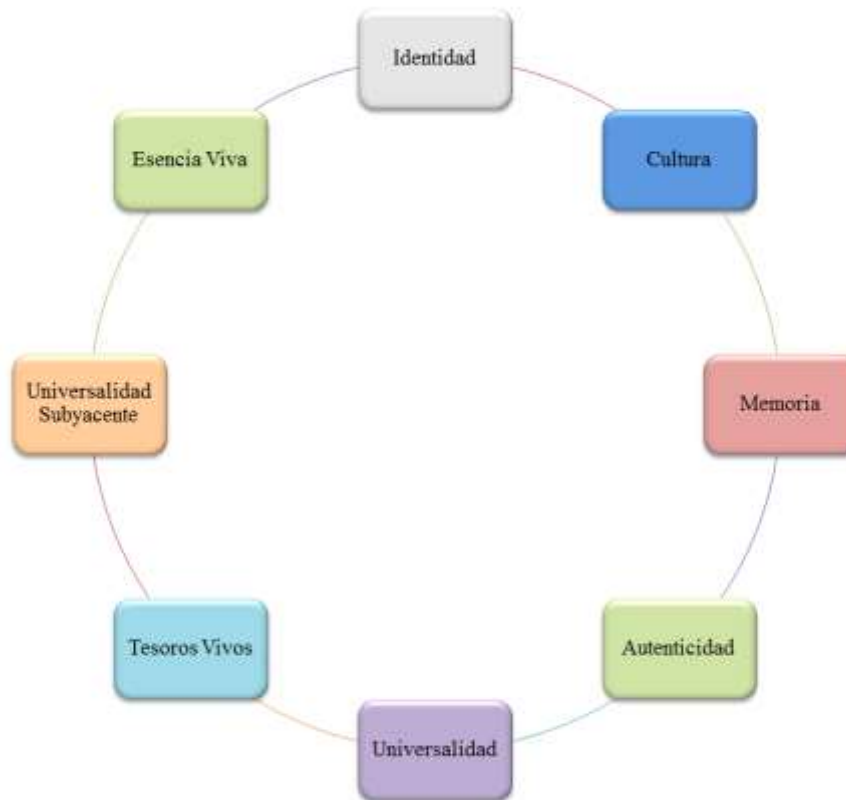 Identidad
Cultura
Memoria
Autenticidad
Universalidad
Tesoros Vivos
Universalidad
Subyacente
Esencia Viva